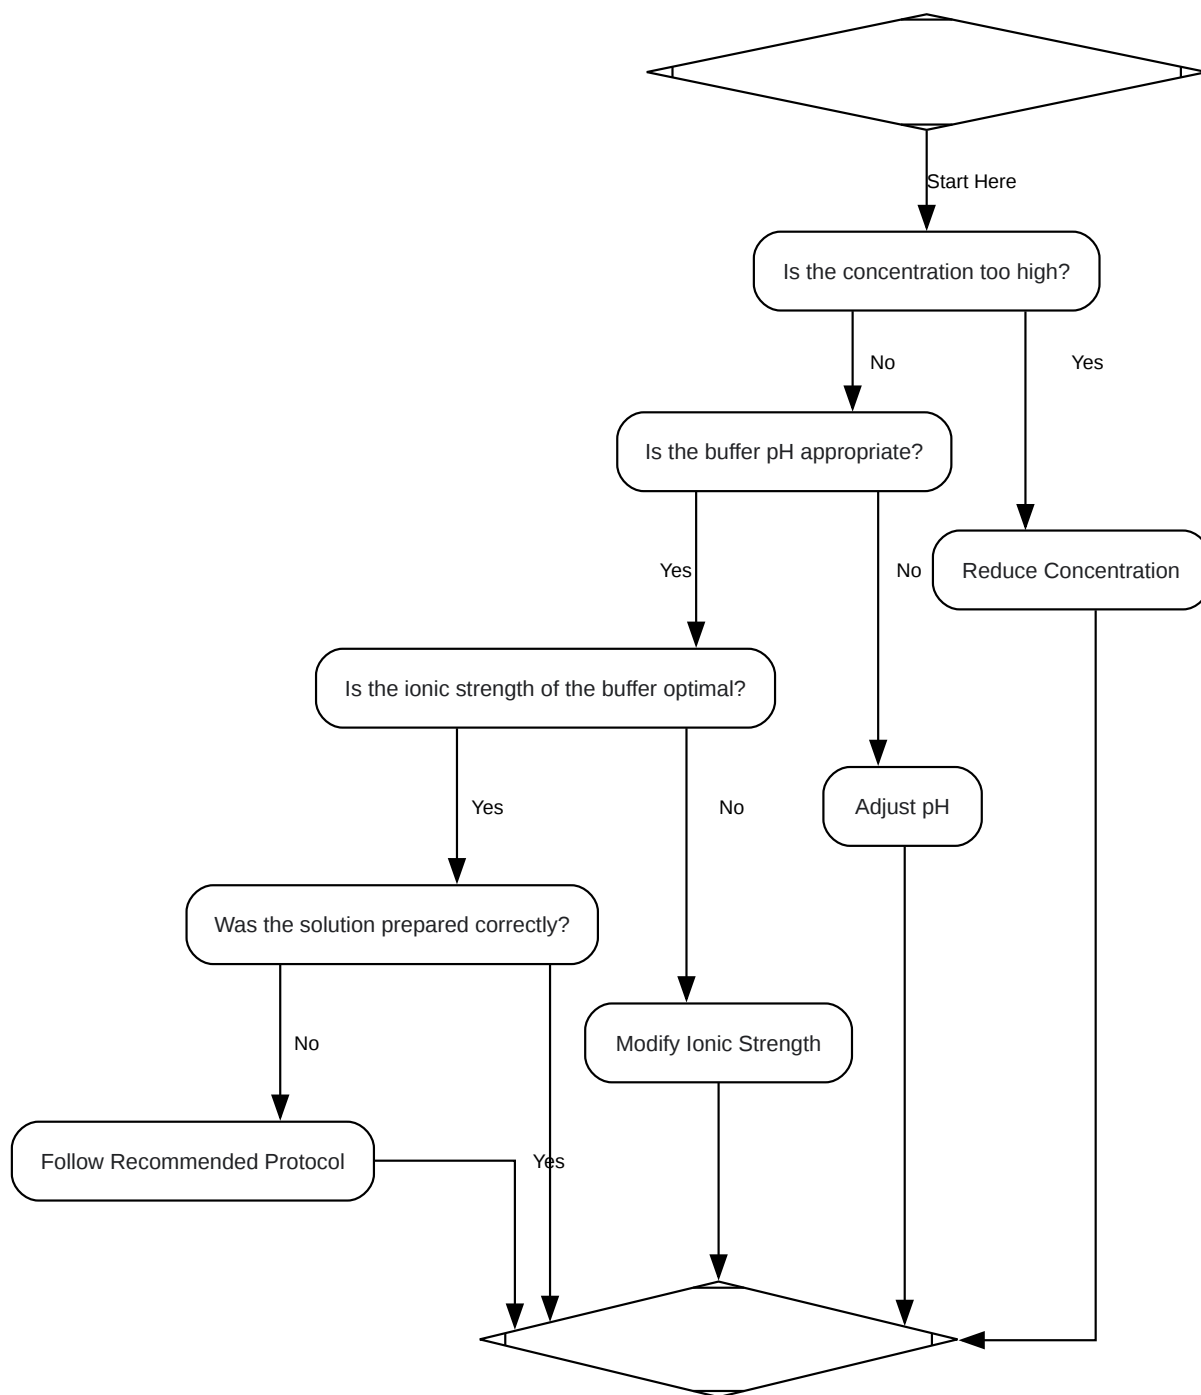 Start Here
Is the concentration too high?
No
Yes
Is the buffer pH appropriate?
Yes
No
Reduce Concentration
Is the ionic strength of the buffer optimal?
Yes
No
Adjust pH
Was the solution prepared correctly?
No
Modify Ionic Strength
Follow Recommended Protocol
Yes